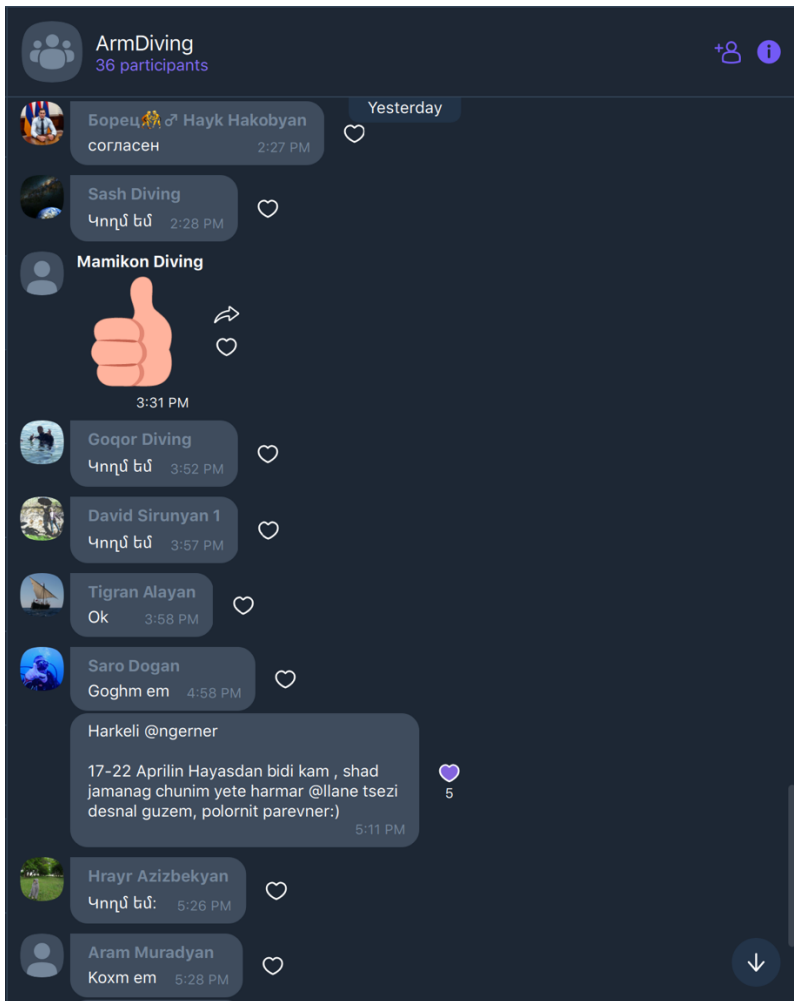 ArmDiving
36 participants
Yesterday
Борец🤼♂ Hayk Hakobyan
согласен 2:27 PM
Sash Diving
Կողմ եմ 2:28 PM
Mamikon Diving
3:31 PM
Goqor Diving
Կողմ եմ 3:52 PM
David Sirunyan 1
Կողմ եմ 3:57 PM
Tigran Alayan
Ok 3:58 PM
Saro Dogan
Goghm em 4:58 PM
Harkeli @ngerner
17-22 Aprilin Hayasdan bidi kam , shad
jamanag chunim yete harmar @llane tsezi
desnal guzem, polornit parevner:)
5:11 PM
5
Hrayr Azizbekyan
Կողմ եմ: 5:26 PM
Aram Muradyan
Koxm em 5:28 PM